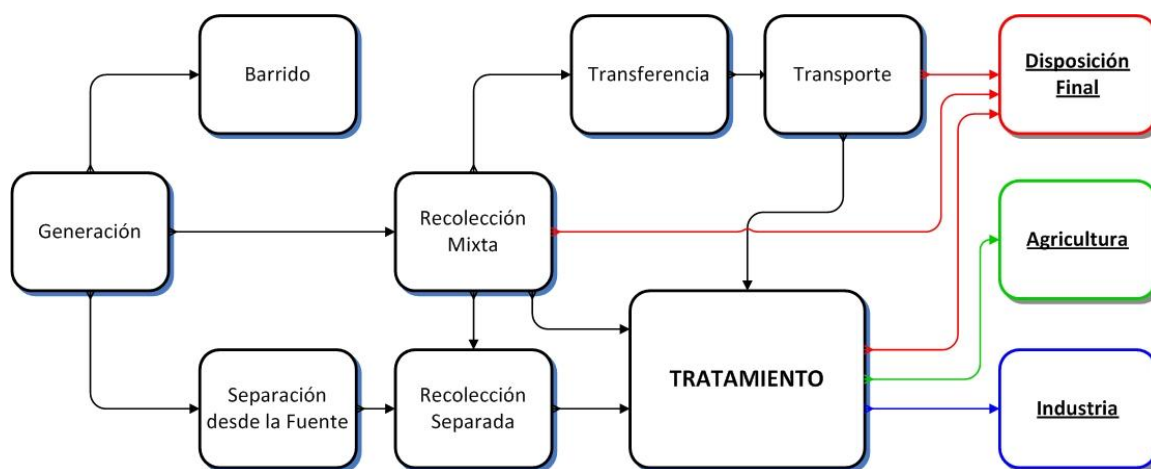 Barrido
Transferencia
Transporte
Disposición
Final
Generación
Recolección
Mixta
Agricultura
Separación
desde la Fuente
Recolección
Separada
TRATAMIENTO
Industria